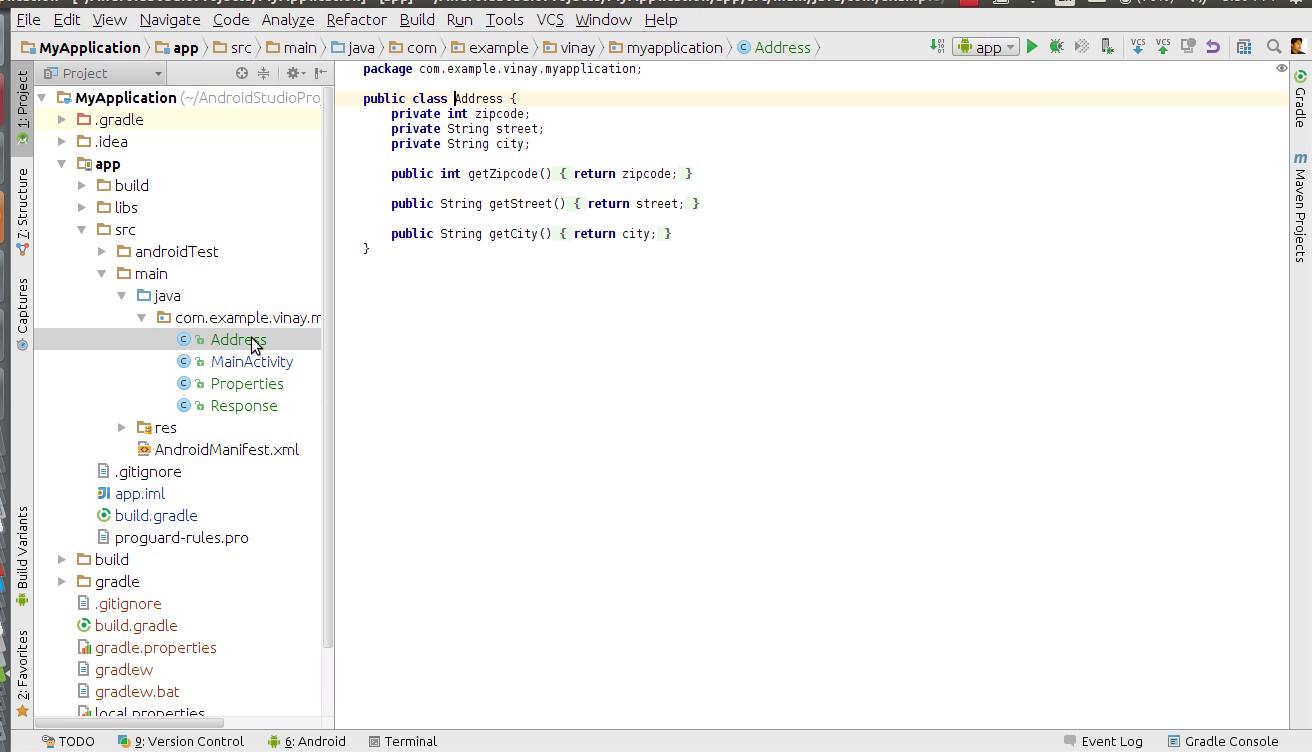 File Edit View Navigate Code Analyze Refactor Build Run Tools VCS Window Help
MyApplication app src main java com example vinay myapplication Address app
Project
1: Project
7: Structure
Captures
Build Variants
2: Favorites
MyApplication (~/AndroidStudioPro
.gradle
.idea
app
build
libs
src
androidTest
main
java
com.example.vinay.m
Address
MainActivity
Properties
Response
res
AndroidManifest.xml
.gitignore
app.iml
build.gradle
proguard-rules.pro
build
gradle
.gitignore
build.gradle
gradle.properties
gradlew
gradlew.bat
local.properties
package com.example.vinay.myapplication;
public class Address {
private int zipcode;
private String street;
private String city;
public int getZipcode() { return zipcode; }
public String getStreet() { return street; }
public String getCity() { return city; }
}
Gradle
Maven Projects
TODO 9: Version Control 6: Android Terminal Event Log Gradle Console